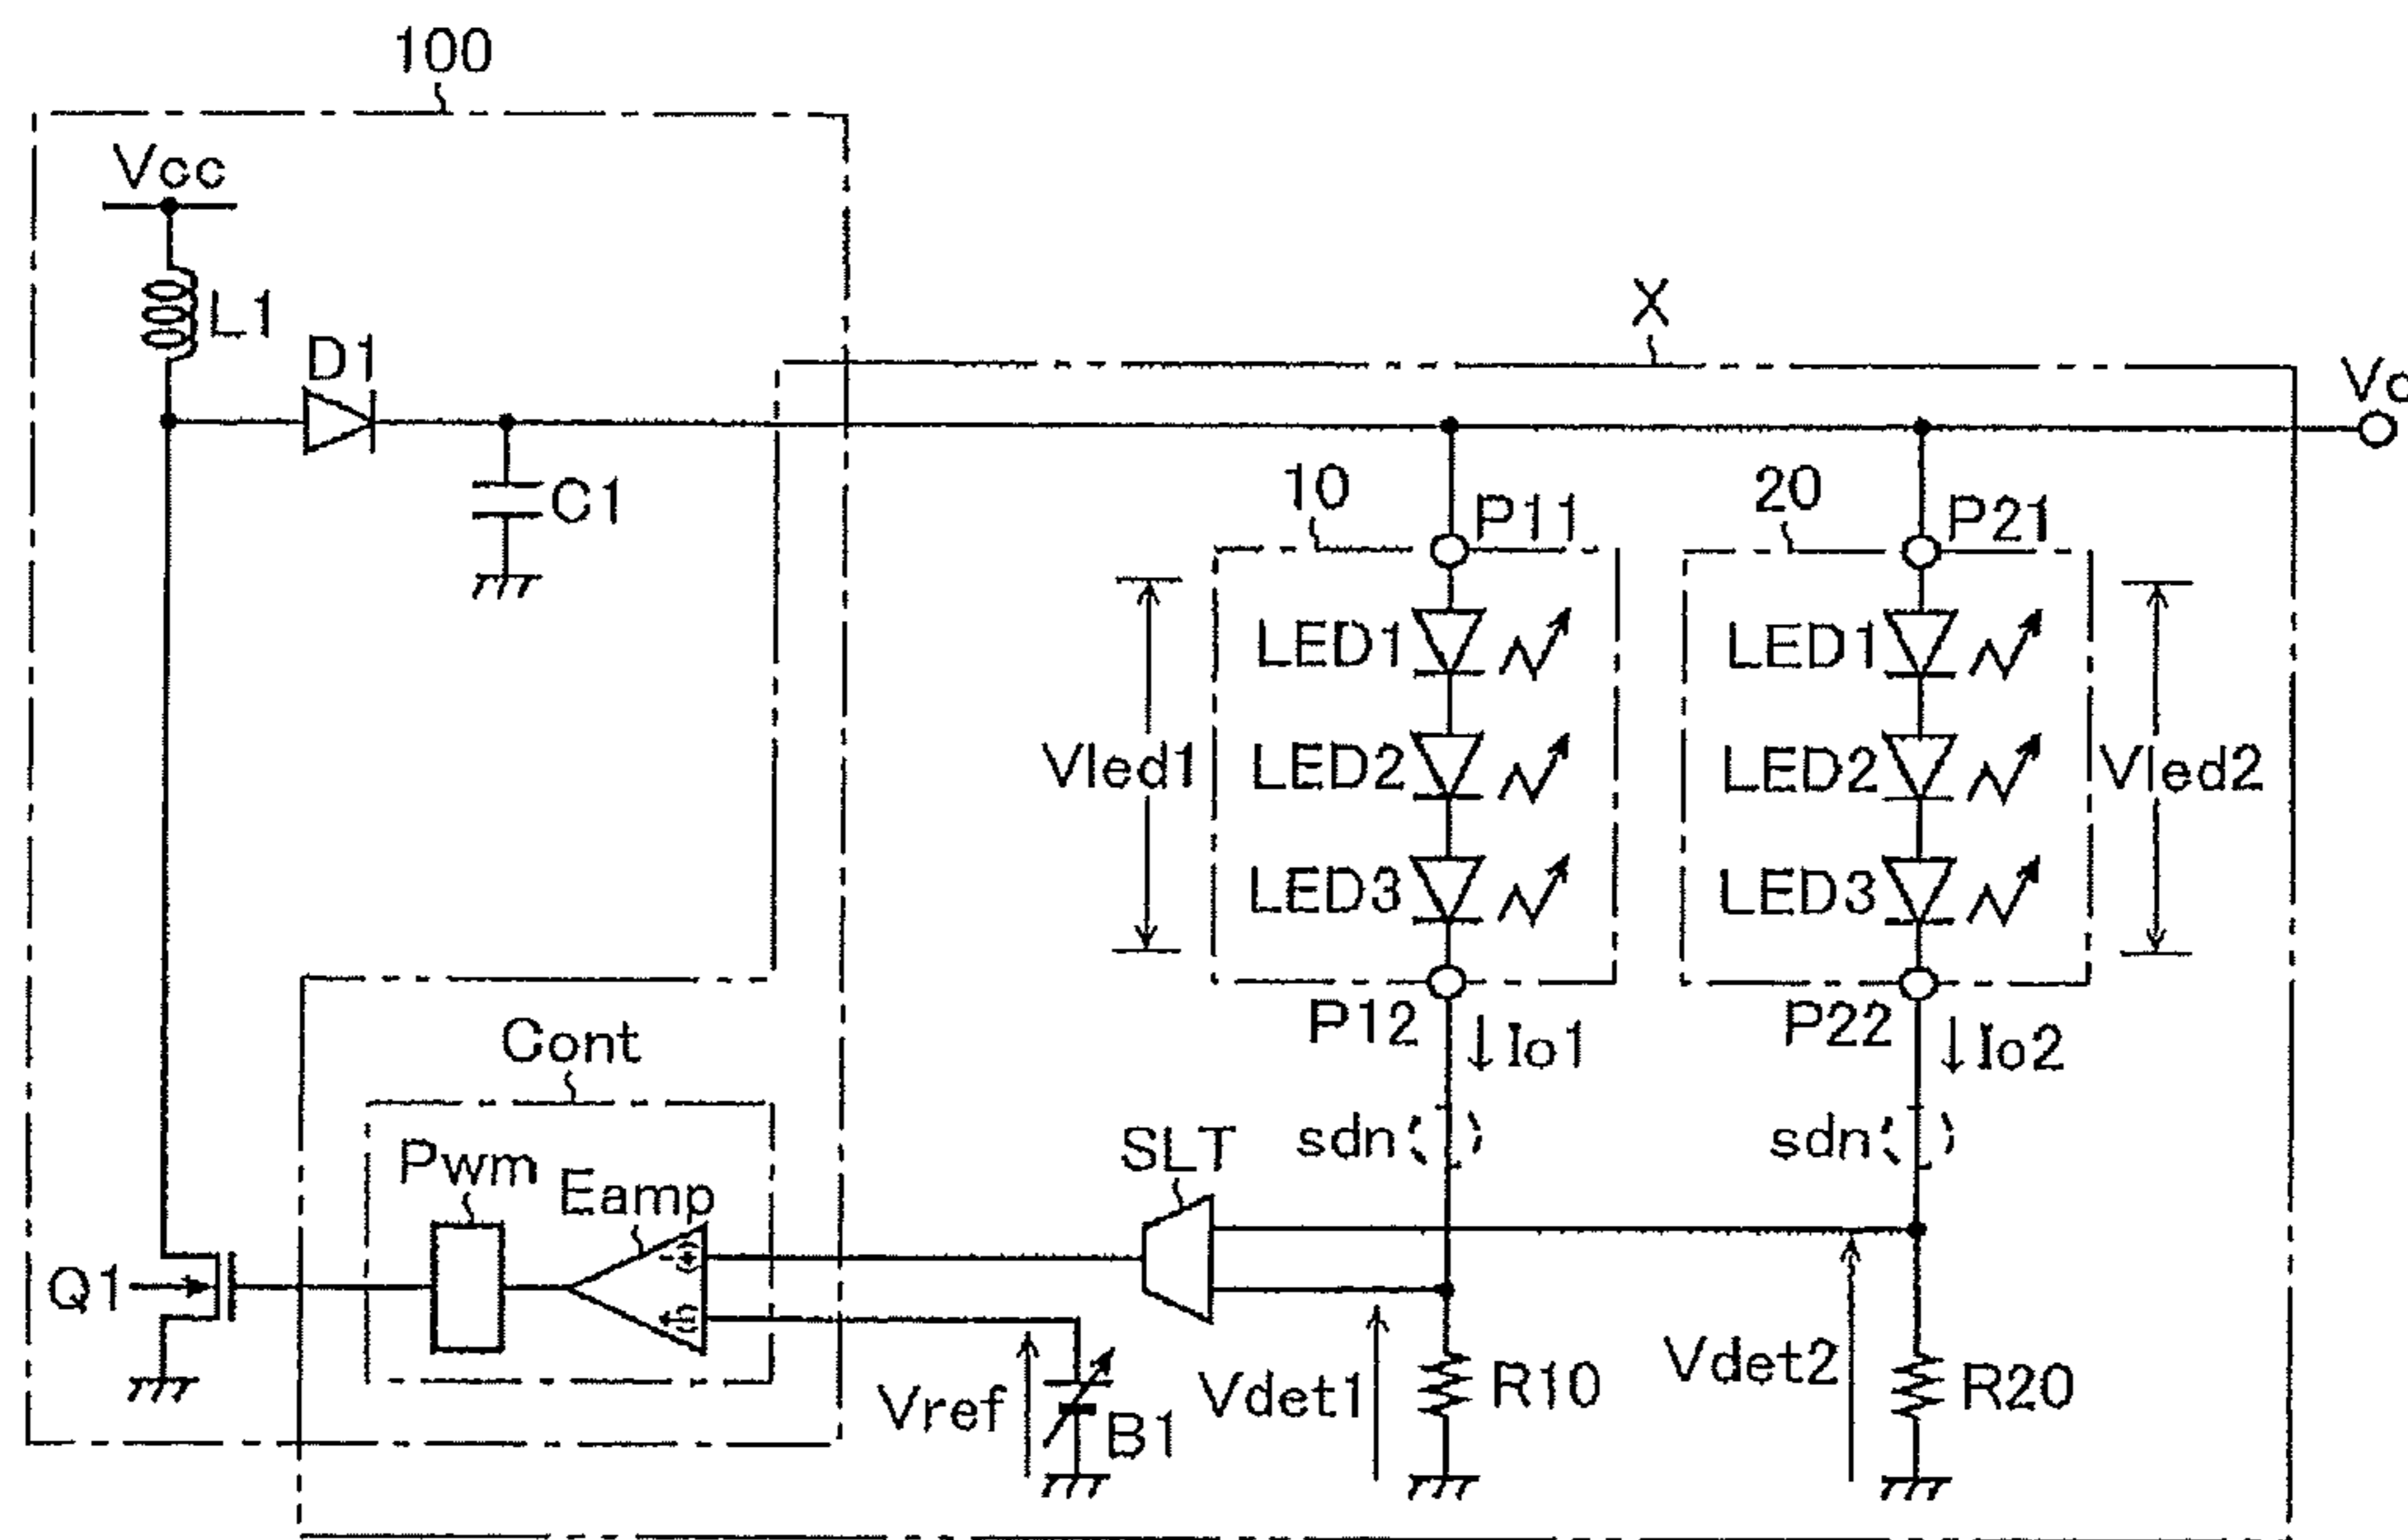 100
Vcc
L1
D1
C1
X
10
P11
20
P21
LED1
LED1
Vled1
LED2
LED2
Vled2
LED3
LED3
P12
Io1
P22
Io2
Cont
sdn
sdn
SLT
Pwm
Eamp
Q1
Vref
B1
Vdet1
R10
Vdet2
R20